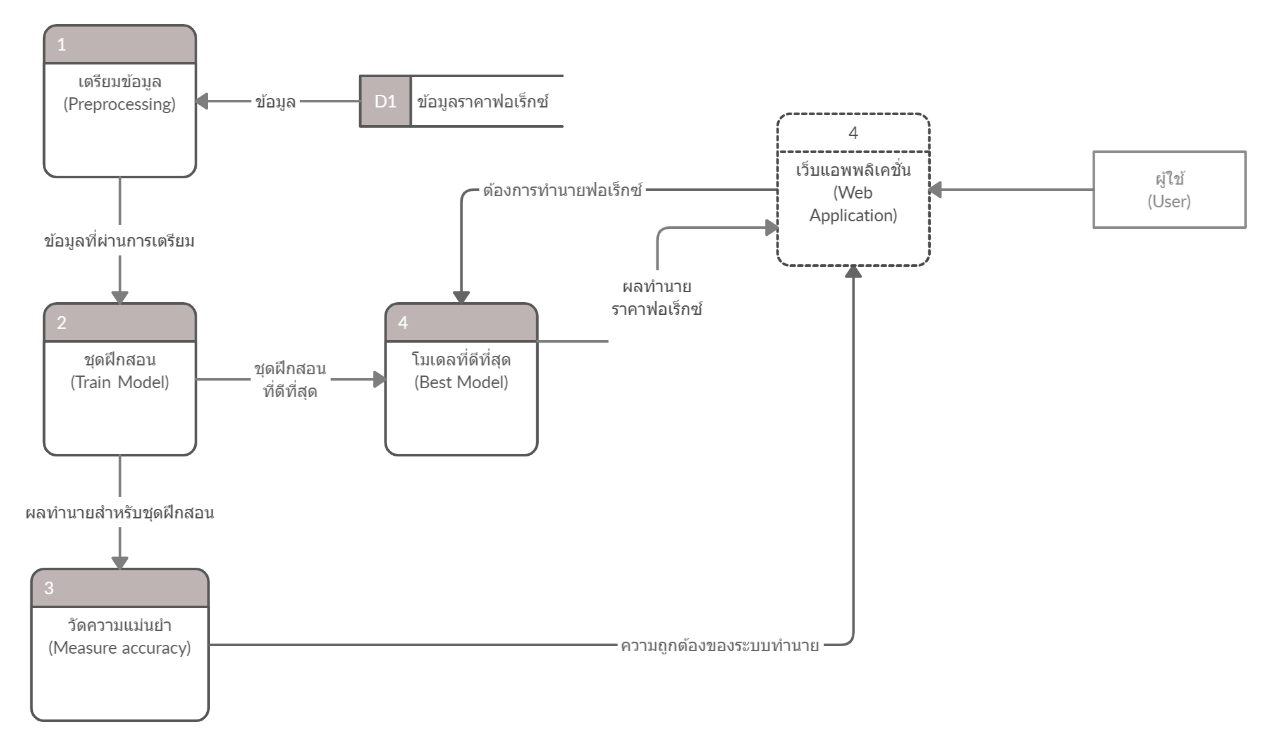 1
เตรียมข้อมูล
(Preprocessing)
ข้อมูล
D1
ข้อมูลราคาฟอเร็กซ์
4
เว็บแอพพลิเคชั่น
(Web
Application)
ผู้ใช้
(User)
ต้องการทำนายฟอเร็กซ์
ข้อมูลที่ผ่านการเตรียม
ผลทำนาย
ราคาฟอเร็กซ์
2
ชุดฝึกสอน
(Train Model)
ชุดฝึกสอน
ที่ดีที่สุด
4
โมเดลที่ดีที่สุด
(Best Model)
ผลทำนายสำหรับชุดฝึกสอน
3
วัดความแม่นยำ
(Measure accuracy)
ความถูกต้องของระบบทำนาย